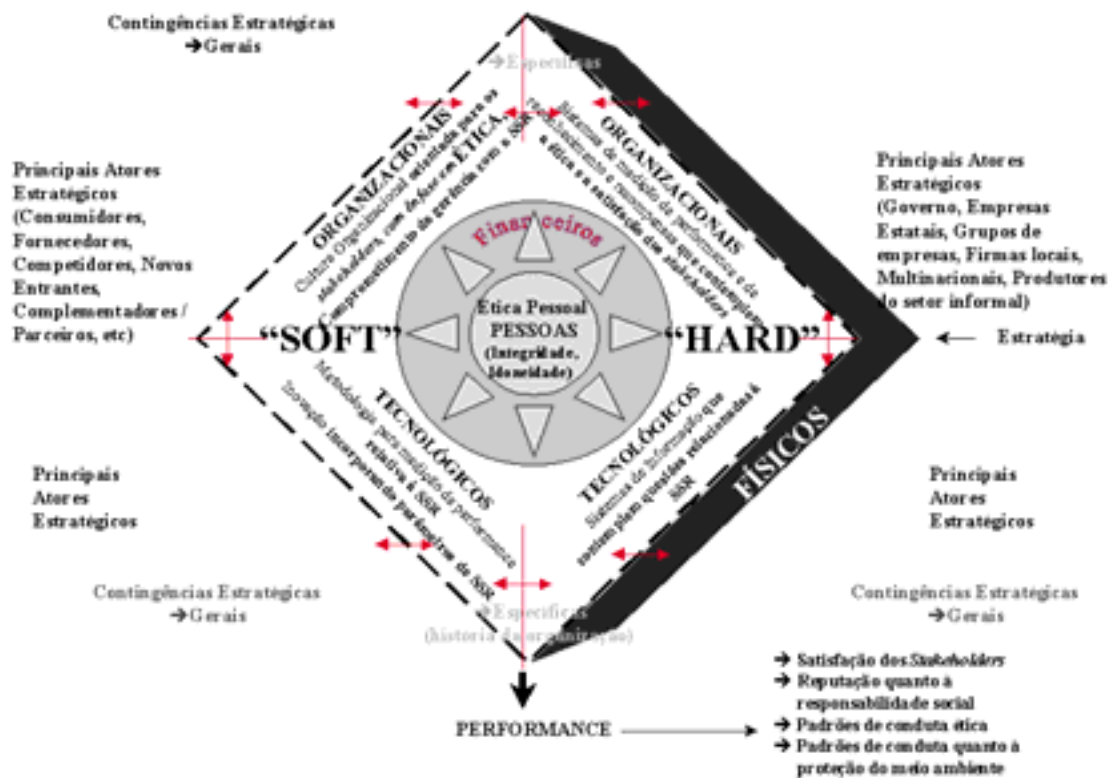 Contingências Estratégicas
➔Gerais
➔Específicas
Principais Atores
Estratégicos
(Consumidores,
Fornecedores,
Competidores, Novos
Entrantes,
Complementadores /
Parceiros, etc)
ORGANIZACIONAIS
Cultura Organizacional orientada para os
stakeholders, com ênfase em ÉTICA,
Comprometimento da gerência com a SSR
ORGANIZACIONAIS
Sistemas de medição de performance e de
reconhecimento e recompensa que contemplam
a ética e a satisfação dos stakeholders
Principais Atores
Estratégicos
(Governo, Empresas
Estatais, Grupos de
empresas, Firmas locais,
Multinacionais, Produtores
do setor informal)
Financeiros
Ética Pessoal
PESSOAS
(Integridade,
Idoneidade)
“SOFT”
“HARD”
Estratégia
TECNOLÓGICOS
Metodologia para medição da performance
relativa à SSR
Inovação incorporando parâmetros de SSR
TECNOLÓGICOS
Sistemas de Informação que
contemplem questões relacionadas à
SSR
FÍSICOS
Principais
Atores
Estratégicos
Principais
Atores
Estratégicos
Contingências Estratégicas
➔Gerais
➔Específicas
(história da organização)
Contingências Estratégicas
➔Gerais
PERFORMANCE
➔ Satisfação dos Stakeholders
➔ Reputação quanto à
responsabilidade social
➔ Padrões de conduta ética
➔ Padrões de conduta quanto à
proteção do meio ambiente